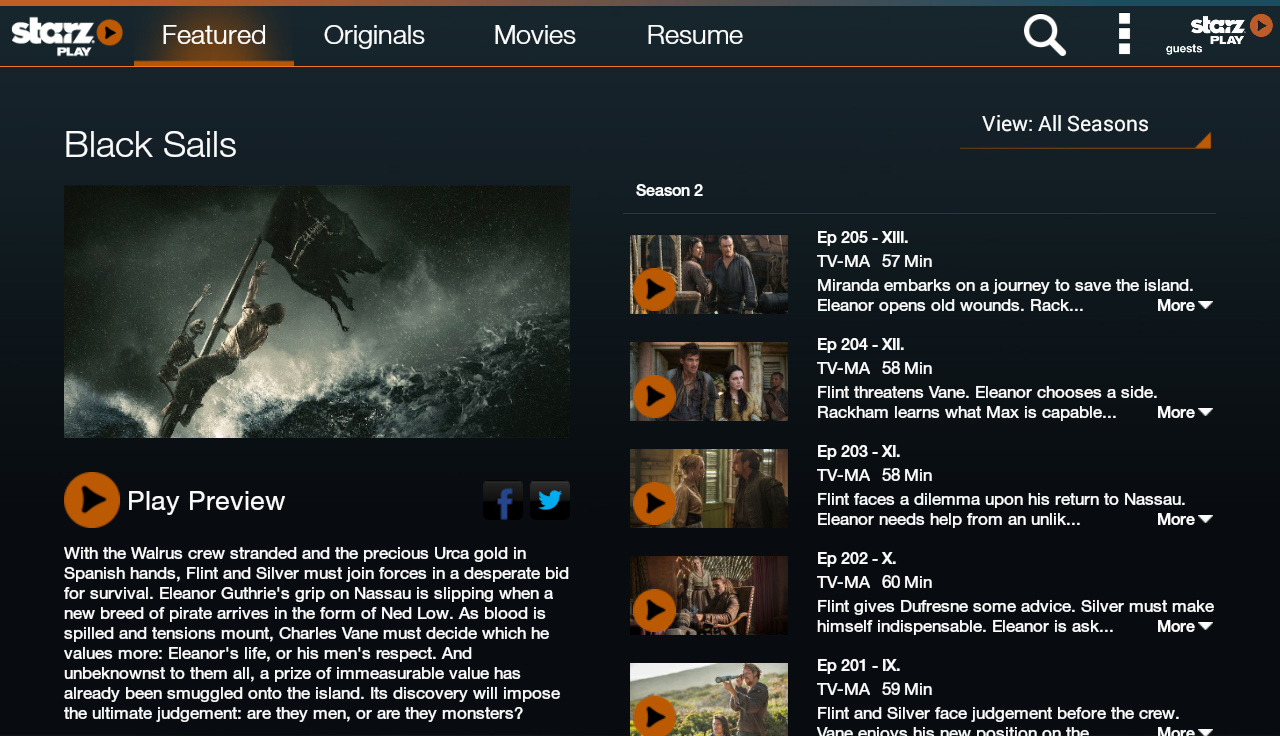 starz PLAY
Featured
Originals
Movies
Resume
starz PLAY
guests
View: All Seasons
Black Sails
Play Preview
With the Walrus crew stranded and the precious Urca gold in
Spanish hands, Flint and Silver must join forces in a desperate bid
for survival. Eleanor Guthrie's grip on Nassau is slipping when a
new breed of pirate arrives in the form of Ned Low. As blood is
spilled and tensions mount, Charles Vane must decide which he
values more: Eleanor's life, or his men's respect. And
unbeknownst to them all, a prize of immeasurable value has
already been smuggled onto the island. Its discovery will impose
the ultimate judgement: are they men, or are they monsters?
Season 2
Ep 205 - XIII.
TV-MA 57 Min
Miranda embarks on a journey to save the island.
Eleanor opens old wounds. Rack... More
Ep 204 - XII.
TV-MA 58 Min
Flint threatens Vane. Eleanor chooses a side.
Rackham learns what Max is capable... More
Ep 203 - XI.
TV-MA 58 Min
Flint faces a dilemma upon his return to Nassau.
Eleanor needs help from an unlik... More
Ep 202 - X.
TV-MA 60 Min
Flint gives Dufresne some advice. Silver must make
himself indispensable. Eleanor is ask... More
Ep 201 - IX.
TV-MA 59 Min
Flint and Silver face judgement before the crew.
Vane enjoys his new position on the... More